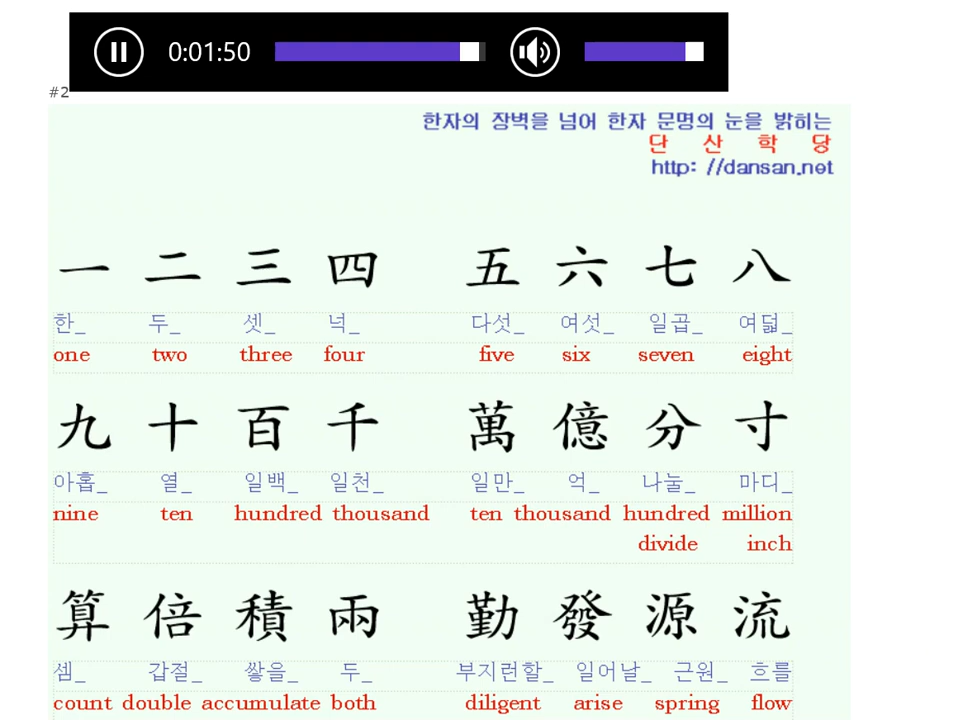 0:01:50
#2
한자의 장벽을 넘어 한자 문명의 눈을 밝히는
단 산 학 당
http: //dansan.net
一 二 三 四 五 六 七 八
한_ 두_ 셋_ 넉_ 다섯_ 여섯_ 일곱_ 여덟_
one two three four five six seven eight
九 十 百 千 萬 億 分 寸
아홉_ 열_ 일백_ 일천_ 일만_ 억_ 나눌_ 마디_
nine ten hundred thousand ten thousand hundred million
divide inch
算 倍 積 兩 勤 發 源 流
셈_ 갑절_ 쌓을_ 두_ 부지런할_ 일어날_ 근원_ 흐를
count double accumulate both diligent arise spring flow